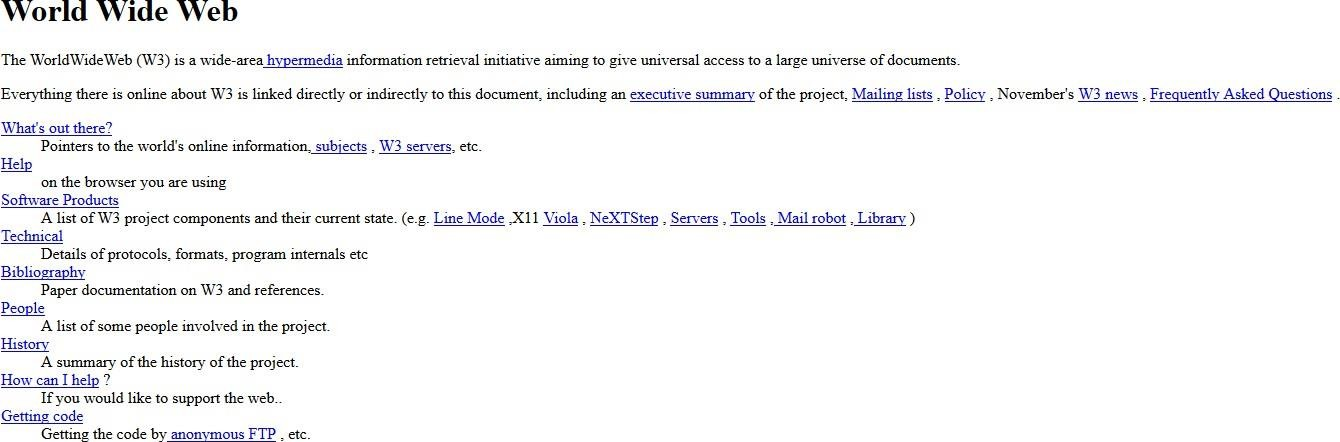 World Wide Web
The WorldWideWeb (W3) is a wide-area hypermedia information retrieval initiative aiming to give universal access to a large universe of documents.
Everything there is online about W3 is linked directly or indirectly to this document, including an executive summary of the project, Mailing lists , Policy , November's W3 news , Frequently Asked Questions .
What's out there?
Pointers to the world's online information, subjects , W3 servers, etc.
Help
on the browser you are using
Software Products
A list of W3 project components and their current state. (e.g. Line Mode ,X11 Viola , NeXTStep , Servers , Tools , Mail robot , Library )
Technical
Details of protocols, formats, program internals etc
Bibliography
Paper documentation on W3 and references.
People
A list of some people involved in the project.
History
A summary of the history of the project.
How can I help ?
If you would like to support the web..
Getting code
Getting the code by anonymous FTP , etc.